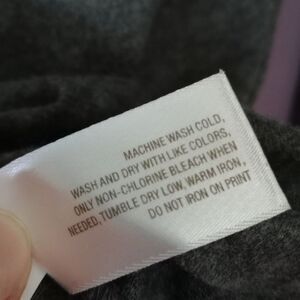 MACHINE WASH COLD,
WASH AND DRY WITH LIKE COLORS,
ONLY NON-CHLORINE BLEACH WHEN
NEEDED, TUMBLE DRY LOW, WARM IRON,
DO NOT IRON ON PRINT